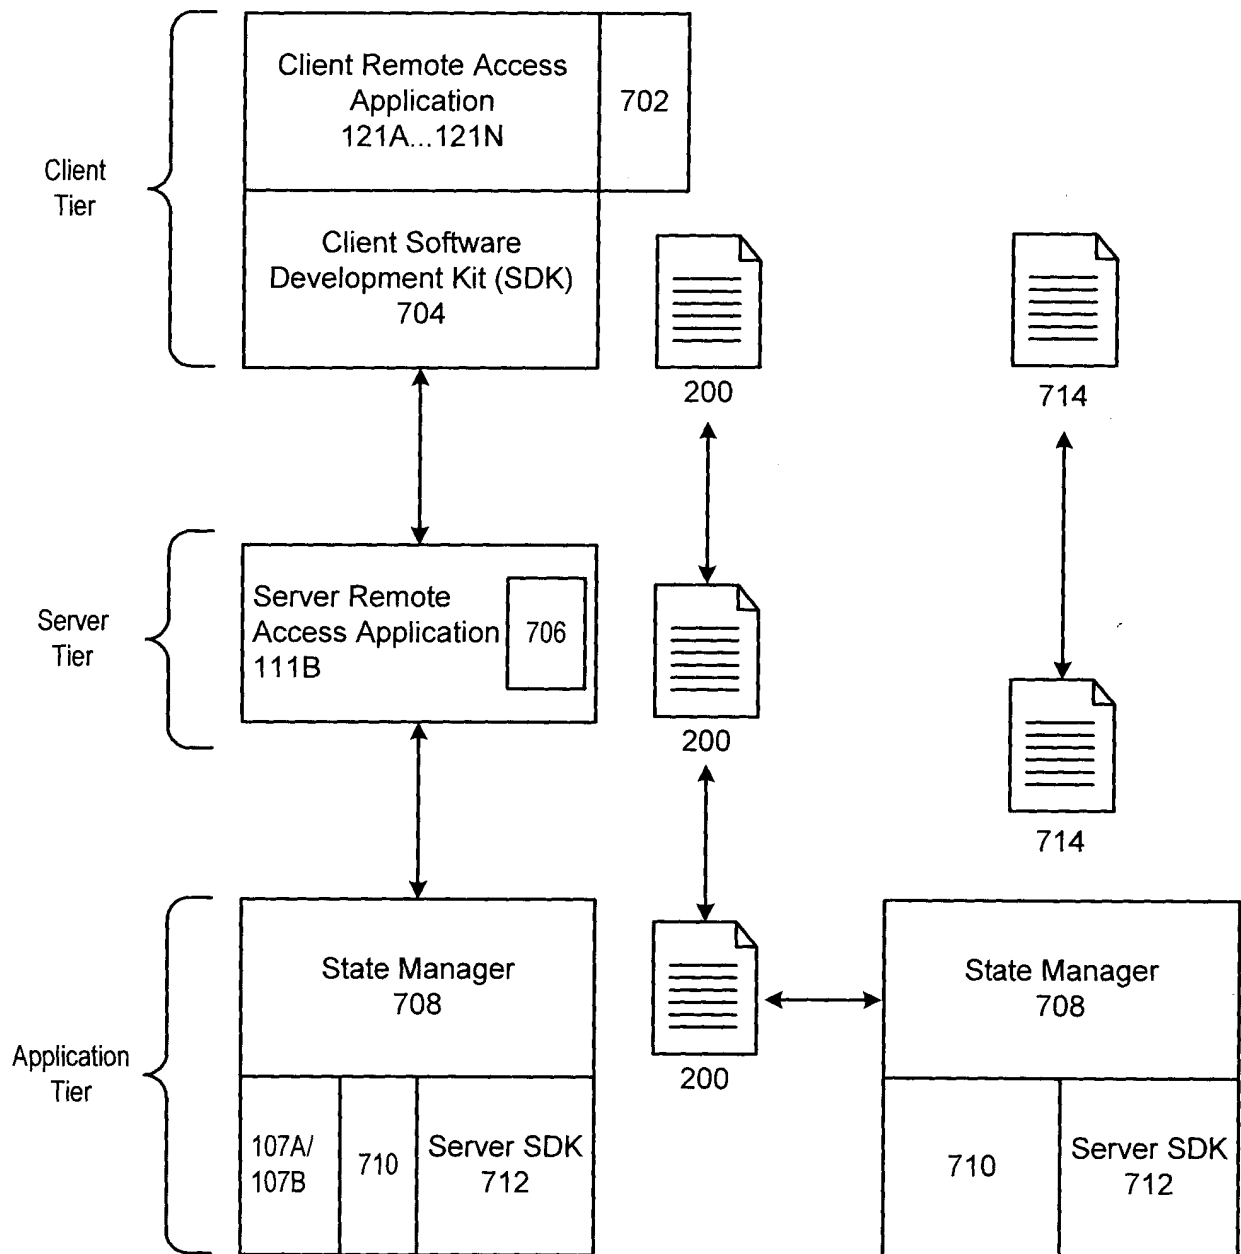 Client Remote Access
Application
121A...121N
702
Client
Tier
Client Software
Development Kit (SDK)
704
200
714
Server
Tier
Server Remote
Access Application
111B
706
200
714
Application
Tier
State Manager
708
107A/
107B
710
Server SDK
712
200
State Manager
708
710
Server SDK
712